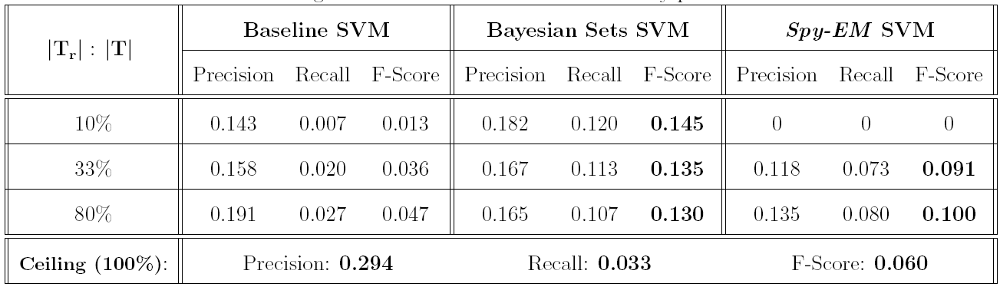 |Tr| : |T| Baseline SVM Bayesian Sets SVM Spy-EM SVM
Precision Recall F-Score Precision Recall F-Score Precision Recall F-Score
10% 0.143 0.007 0.013 0.182 0.120 0.145 0 0 0
33% 0.158 0.020 0.036 0.167 0.113 0.135 0.118 0.073 0.091
80% 0.191 0.027 0.047 0.165 0.107 0.130 0.135 0.080 0.100
Ceiling (100%): Precision: 0.294 Recall: 0.033 F-Score: 0.060